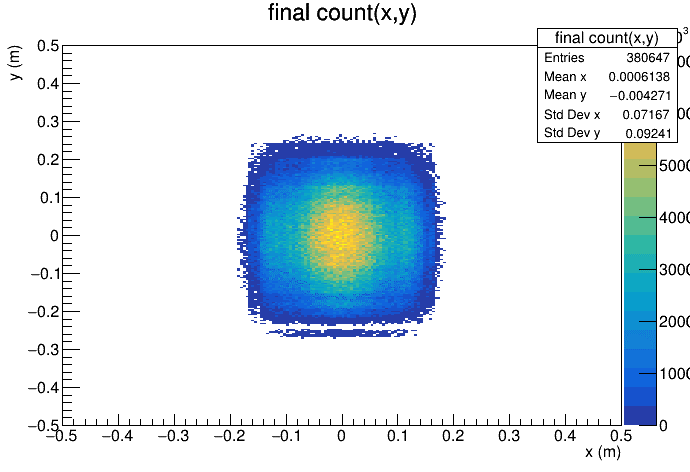 final count(x,y)
final count(x,y)
Entries 380647
Mean x 0.0006138
Mean y −0.004271
Std Dev x 0.07167
Std Dev y 0.09241
y (m)
0.5
0.4
0.3
0.2
0.1
0
−0.1
−0.2
−0.3
−0.4
−0.5
−0.5 −0.4 −0.3 −0.2 −0.1 0 0.1 0.2 0.3 0.4 0.5
x (m)
5000
4000
3000
2000
1000
0